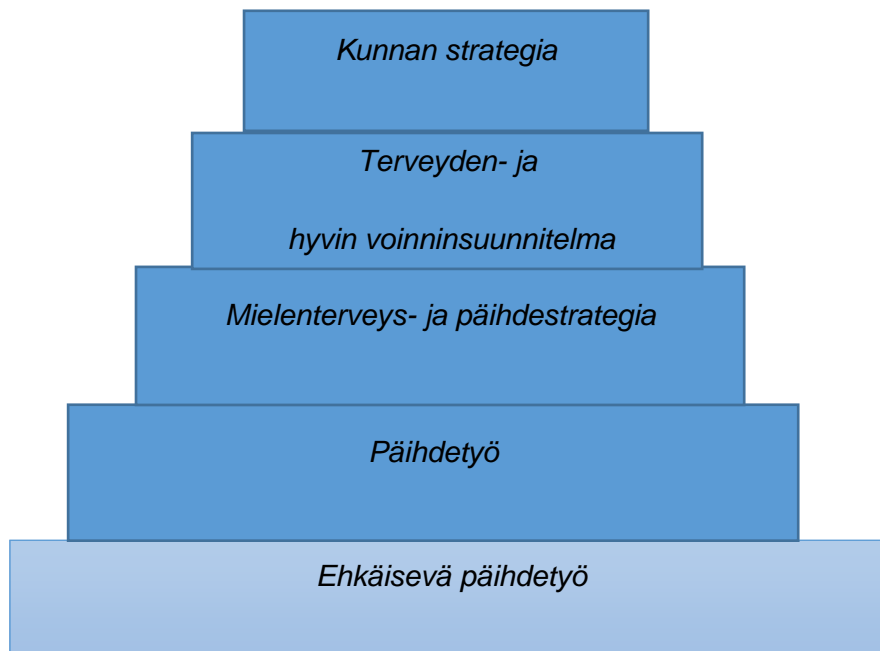 Kunnan strategia
Terveyden- ja
hyvin voinninsuunnitelma
Mielenterveys- ja päihdestrategia
Päihdetyö
Ehkäisevä päihdetyö